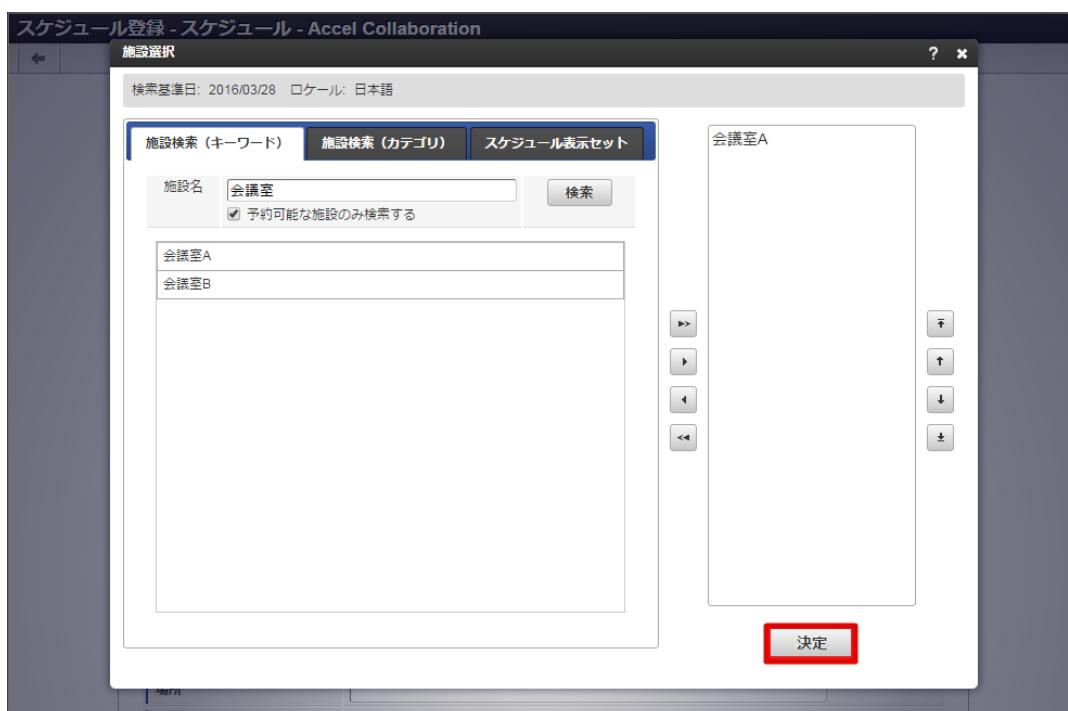 スケジュール登録 - スケジュール - Accel Collaboration
施設選択
検索基準日: 2016/03/28 ロケール: 日本語
施設検索（キーワード） 施設検索（カテゴリ） スケジュール表示セット
施設名 会議室 検索
予約可能な施設のみ検索する
会議室A
会議室B
会議室A
決定
場所